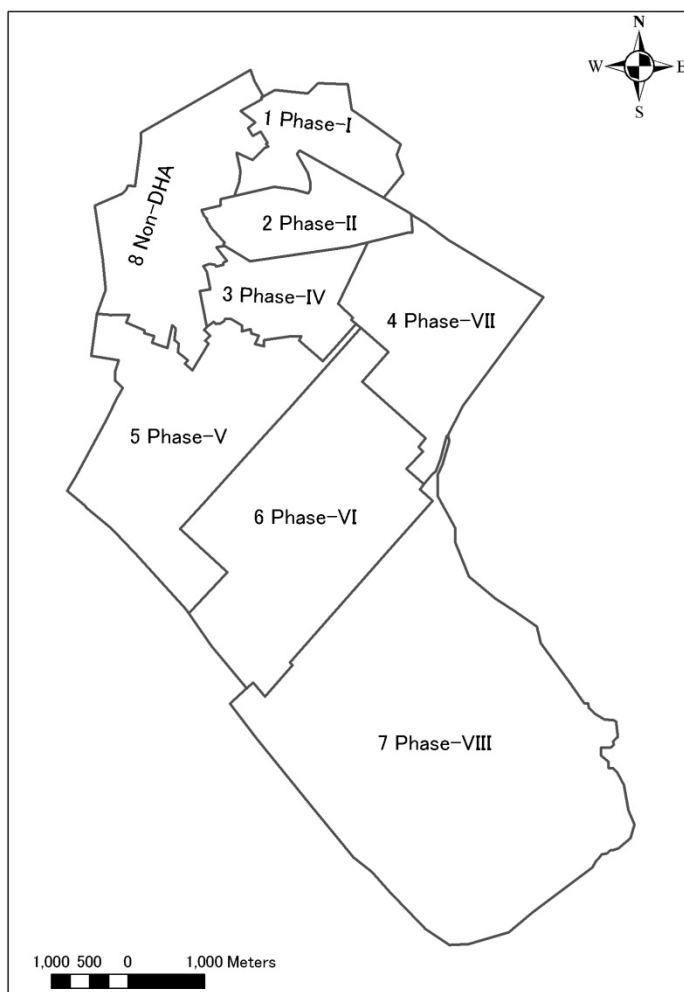 N
W E
S
1 Phase-I
8 Non-DHA
2 Phase-II
3 Phase-IV
4 Phase-VII
5 Phase-V
6 Phase-VI
7 Phase-VIII
1,000 500 0 1,000 Meters